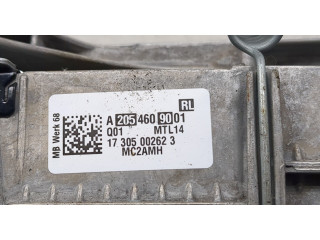 MB Werk 68
RL
A 205 460 90 01
Q01 MTL14
17 305 00262 3
MC2AMH